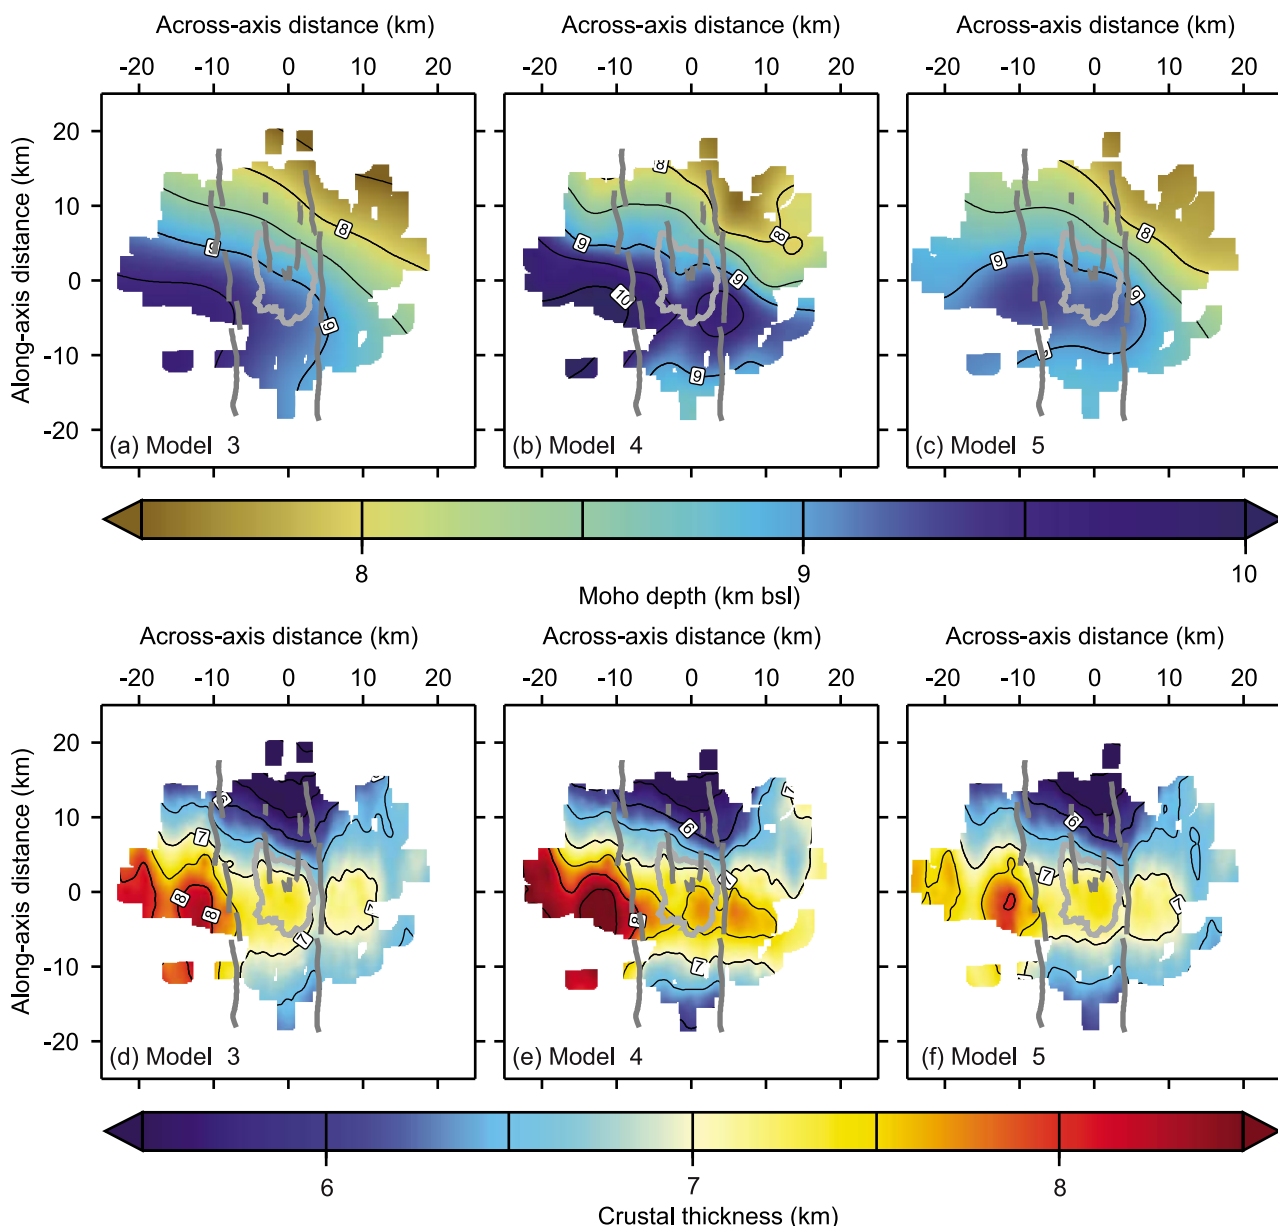 Across-axis distance (km) Across-axis distance (km) Across-axis distance (km)
-20 -10 0 10 20 -20 -10 0 10 20 -20 -10 0 10 20
Along-axis distance (km)
20
10
0
-10
-20
8 9 9
8 8 9 9 10 9
8 9 9
(a) Model 3 (b) Model 4 (c) Model 5
8 9 10
Moho depth (km bsl)
Across-axis distance (km) Across-axis distance (km) Across-axis distance (km)
-20 -10 0 10 20 -20 -10 0 10 20 -20 -10 0 10 20
Along-axis distance (km)
20
10
0
-10
-20
6 7 8 8 7
7 6 7 8 7
6 7 7
(d) Model 3 (e) Model 4 (f) Model 5
6 7 8
Crustal thickness (km)